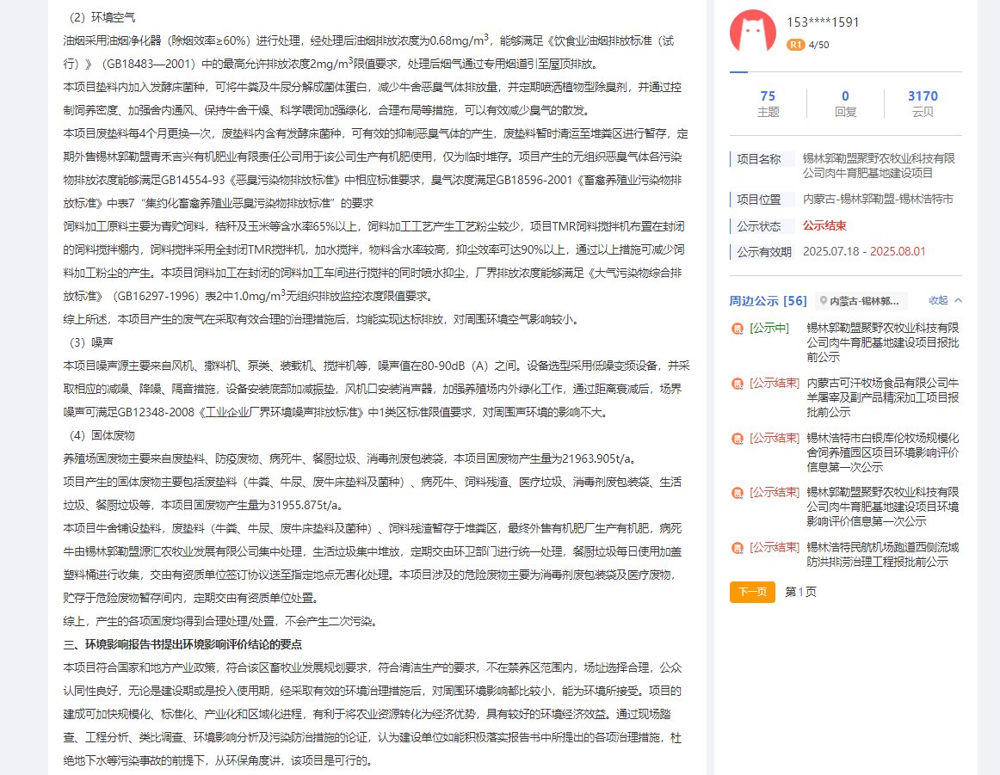 （2）环境空气
油烟采用油烟净化器（除烟效率≥60%）进行处理，经处理后油烟排放浓度为0.68mg/m³，能够满足《饮食业油烟排放标准（试
行）》（GB18483—2001）中的最高允许排放浓度2mg/m³限值要求，处理后烟气通过专用烟道引至屋顶排放。
本项目垫料内加入发酵床菌种，可将牛粪及牛尿分解成菌体蛋白，减少牛舍恶臭气体排放量，并定期喷洒植物型除臭剂，并通过控
制饲养密度、加强舍内通风、保持牛舍干燥、科学喂饲加强绿化，合理布局等措施，可以有效减少臭气的散发。
本项目废垫料每4个月更换一次，废垫料内含有发酵床菌种，可有效的抑制恶臭气体的产生，废垫料暂时清运至堆粪区进行暂存，定
期外售锡林郭勒盟青禾吉兴有机肥业有限责任公司用于该公司生产有机肥使用，仅为临时堆存。项目产生的无组织恶臭气体各污染
物排放浓度能够满足GB14554-93《恶臭污染物排放标准》中相应标准要求，臭气浓度满足GB18596-2001《畜禽养殖业污染物排
放标准》中表7“集约化畜禽养殖业恶臭污染物排放标准”的要求
饲料加工原料主要为青贮饲料，秸秆及玉米等含水率65%以上，饲料加工工艺产生工艺粉尘较少，项目TMR饲料搅拌机布置在封闭
的饲料搅拌棚内，饲料搅拌采用全封闭TMR搅拌机，加水搅拌，物料含水率较高，抑尘效率可达90%以上，通过以上措施可减少饲
料加工粉尘的产生。本项目饲料加工在封闭的饲料加工车间进行搅拌的同时喷水抑尘，厂界排放浓度能够满足《大气污染物综合排
放标准》（GB16297-1996）表2中1.0mg/m³无组织排放监控浓度限值要求。
综上所述，本项目产生的废气在采取有效合理的治理措施后，均能实现达标排放，对周围环境空气影响较小。
（3）噪声
本项目噪声源主要来自风机、撒料机、泵类、装载机、搅拌机等，噪声值在80-90dB（A）之间。设备选型采用低噪变频设备，并采
取相应的减噪、降噪、隔音措施，设备安装底部加减振垫，风机口安装消声器，加强养殖场内外绿化工作，通过距离衰减后，场界
噪声可满足GB12348-2008《工业企业厂界环境噪声排放标准》中1类区标准限值要求，对周围声环境的影响不大。
（4）固体废物
养殖场固废物主要来自废垫料、防疫废物、病死牛、餐厨垃圾、消毒剂废包装袋，本项目固废物产生量为21963.905t/a。
项目产生的固体废物主要包括废垫料（牛粪、牛尿、废牛床垫料及菌种）、病死牛、饲料残渣、医疗垃圾、消毒剂废包装袋、生活
垃圾、餐厨垃圾等，本项目固废物产生量为31955.875t/a。
本项目牛舍铺设垫料，废垫料（牛粪、牛尿、废牛床垫料及菌种）、饲料残渣暂存于堆粪区，最终外售有机肥厂生产有机肥，病死
牛由锡林郭勒盟源汇农牧业发展有限公司集中处理，生活垃圾集中堆放，定期交由环卫部门进行统一处理，餐厨垃圾每日使用加盖
塑料桶进行收集，交由有资质单位签订协议送至指定地点无害化处理。本项目涉及的危险废物主要为消毒剂废包装袋及医疗废物，
贮存于危险废物暂存间内，定期交由有资质单位处置。
综上，产生的各项固废均得到合理处理/处置，不会产生二次污染。
三、环境影响报告书提出环境影响评价结论的要点
本项目符合国家和地方产业政策，符合该区畜牧业发展规划要求，符合清洁生产的要求，不在禁养区范围内，场址选择合理，公众
认同性良好，无论是建设期或是投入使用期，经采取有效的环境治理措施后，对周围环境影响都比较小，能为环境所接受。项目的
建成可加快规模化、标准化、产业化和区域化进程，有利于将农业资源转化为经济优势，具有较好的环境经济效益。通过现场踏
查、工程分析、类比调查、环境影响分析及污染防治措施的论证，认为建设单位如能积极落实报告书中所提出的各项治理措施，杜
绝地下水等污染事故的前提下，从环保角度讲，该项目是可行的。
153****1591
R1 4/50
75 0 3170
主题 回复 云贝
项目名称 锡林郭勒盟聚野农牧业科技有限
公司肉牛育肥基地建设项目
项目位置 内蒙古-锡林郭勒盟-锡林浩特市
公示状态 公示结束
公示有效期 2025.07.18 - 2025.08.01
周边公示 [56] 内蒙古-锡林郭... 收起
[公示中] 锡林郭勒盟聚野农牧业科技有限
公司肉牛育肥基地建设项目报批
前公示
[公示结束] 内蒙古可汗牧场食品有限公司牛
羊屠宰及副产品精深加工项目报
批前公示
[公示结束] 锡林浩特市白银库伦牧场规模化
舍饲养殖园区项目环境影响评价
信息第一次公示
[公示结束] 锡林郭勒盟聚野农牧业科技有限
公司肉牛育肥基地建设项目环境
影响评价信息第一次公示
[公示结束] 锡林浩特民航机场跑道西侧流域
防洪排涝治理工程报批前公示
下一页 第1页